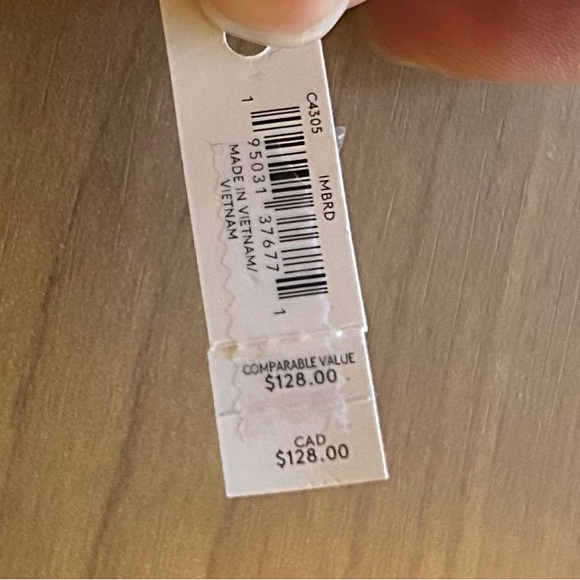 C4305 IMBRD
1 95031 37677 1
MADE IN VIETNAM/
VIETNAM
COMPARABLE VALUE
$128.00
CAD
$128.00